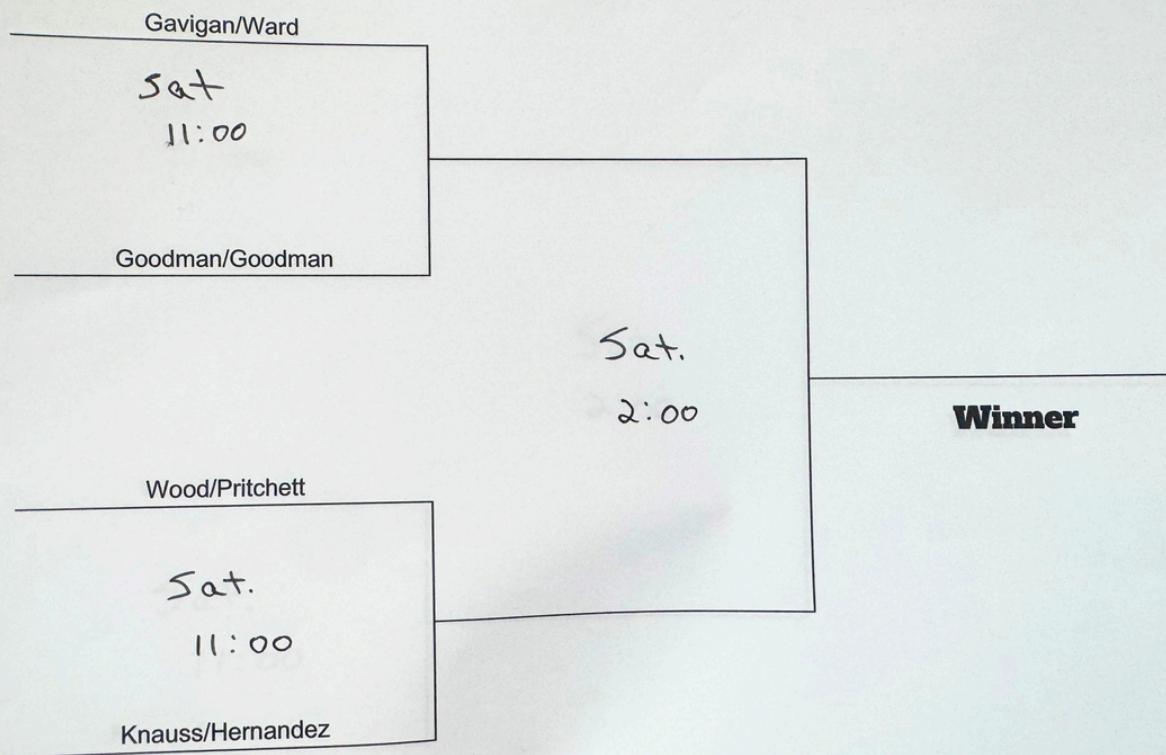 Gavigan/Ward
Sat
11:00
Goodman/Goodman
Sat.
2:00
Winner
Wood/Pritchett
Sat.
11:00
Knauss/Hernandez